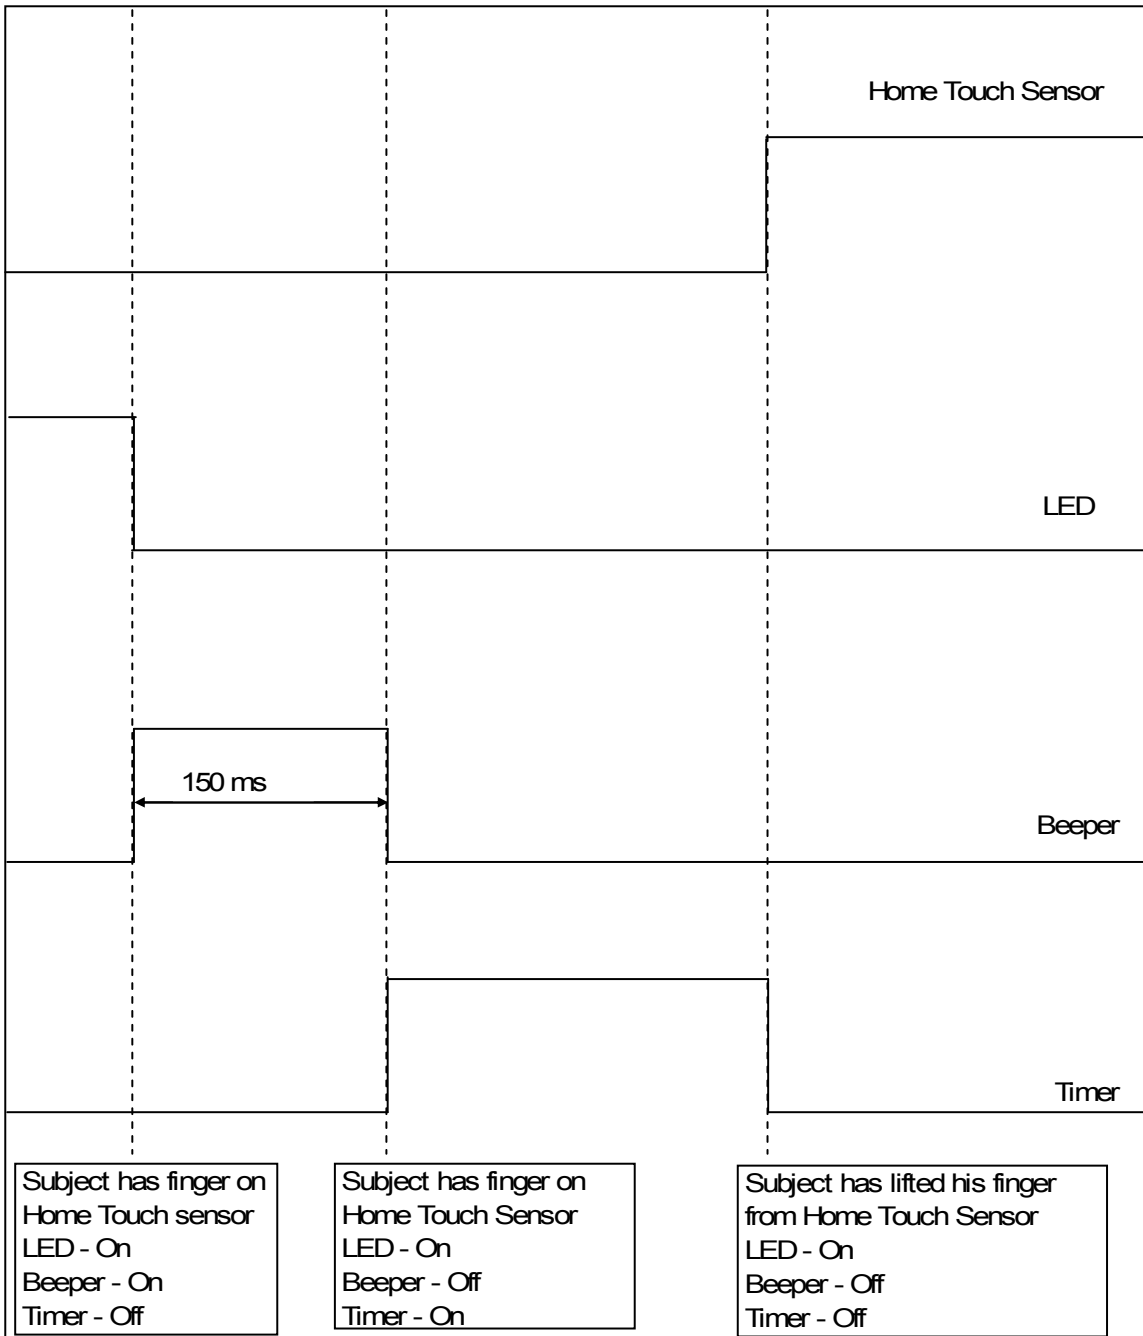 Home Touch Sensor
LED
150 ms
Beeper
Timer
Subject has finger on
Home Touch sensor
LED - On
Beeper - On
Timer - Off
Subject has finger on
Home Touch Sensor
LED - On
Beeper - Off
Timer - On
Subject has lifted his finger
from Home Touch Sensor
LED - On
Beeper - Off
Timer - Off